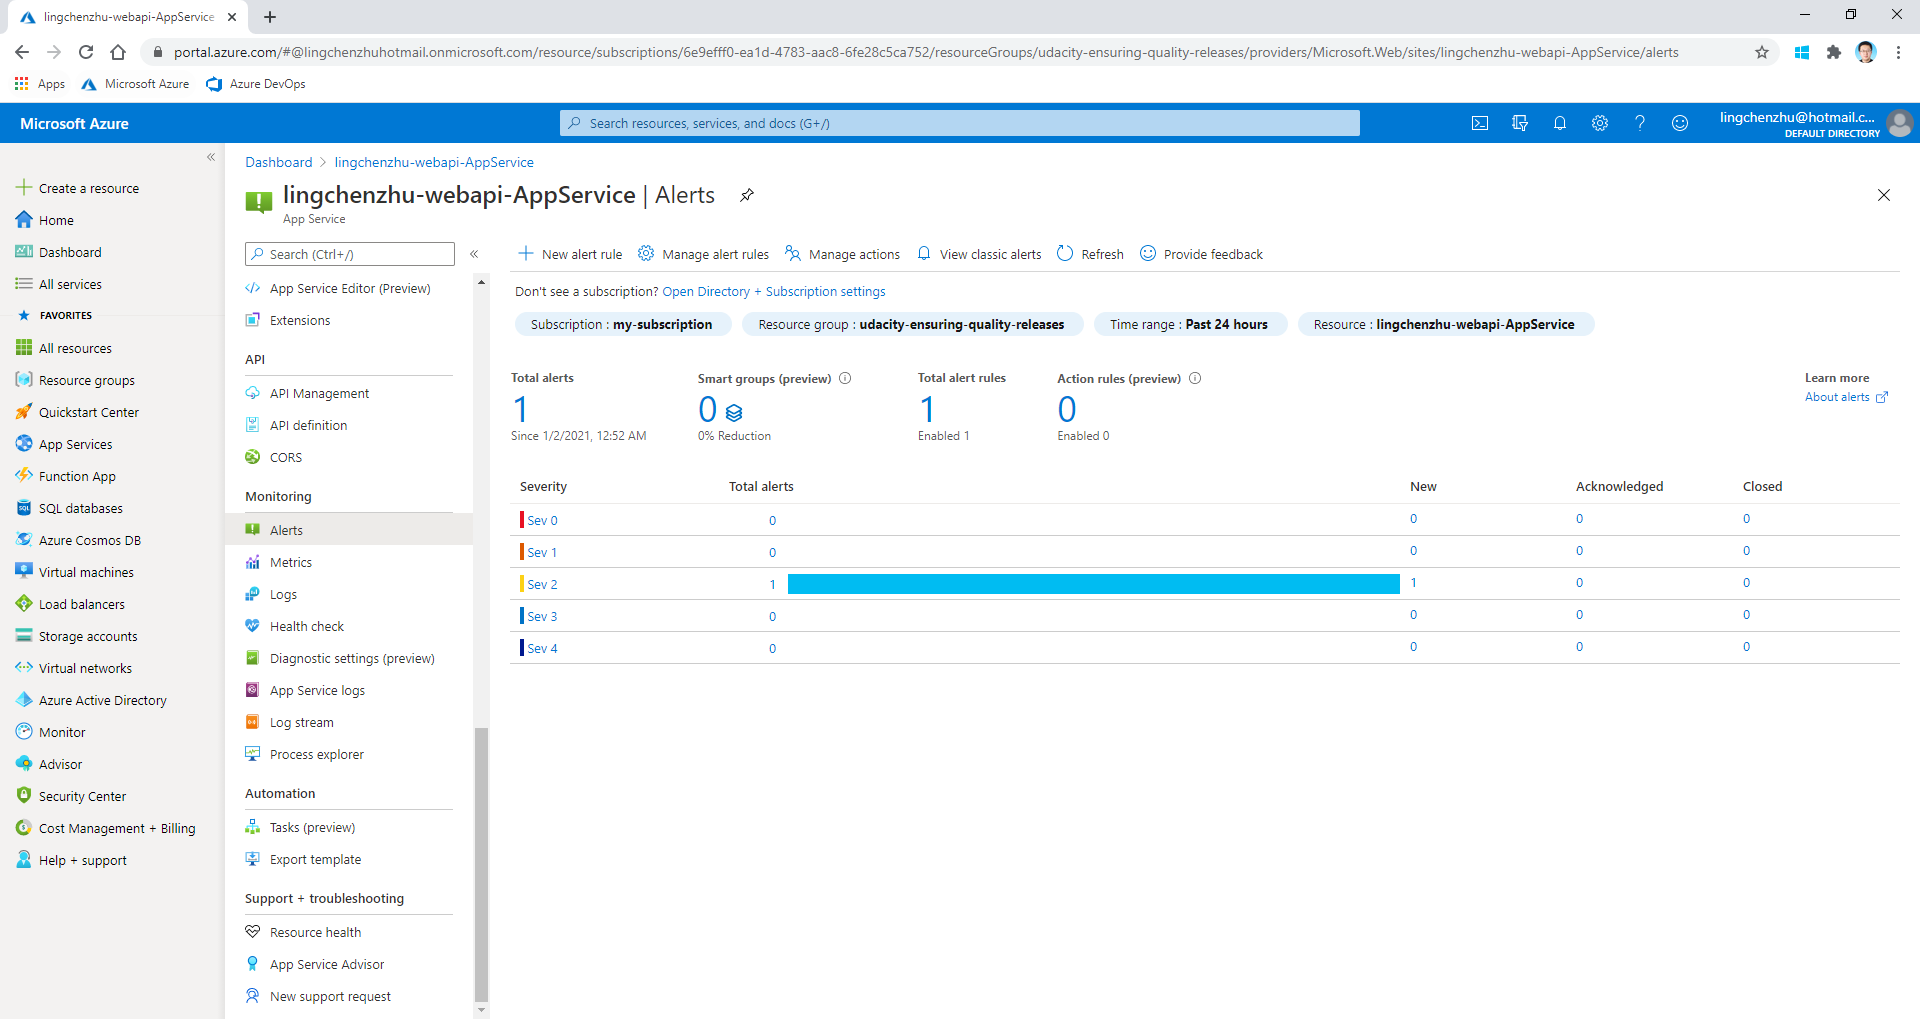 lingchenzhu-webapi-AppService
portal.azure.com/#@lingchenzhuhotmail.onmicrosoft.com/resource/subscriptions/6e9efff0-ea1d-4783-aac8-6fe28c5ca752/resourceGroups/udacity-ensuring-quality-releases/providers/Microsoft.Web/sites/lingchenzhu-webapi-AppService/alerts
Apps Microsoft Azure Azure DevOps
Microsoft Azure
Search resources, services, and docs (G+/)
lingchenzhu@hotmail.c...
DEFAULT DIRECTORY
Create a resource
Home
Dashboard
All services
FAVORITES
All resources
Resource groups
Quickstart Center
App Services
Function App
SQL databases
Azure Cosmos DB
Virtual machines
Load balancers
Storage accounts
Virtual networks
Azure Active Directory
Monitor
Advisor
Security Center
Cost Management + Billing
Help + support
Dashboard > lingchenzhu-webapi-AppService
lingchenzhu-webapi-AppService | Alerts
App Service
Search (Ctrl+/)
App Service Editor (Preview)
Extensions
API
API Management
API definition
CORS
Monitoring
Alerts
Metrics
Logs
Health check
Diagnostic settings (preview)
App Service logs
Log stream
Process explorer
Automation
Tasks (preview)
Export template
Support + troubleshooting
Resource health
App Service Advisor
New support request
New alert rule Manage alert rules Manage actions View classic alerts Refresh Provide feedback
Don't see a subscription? Open Directory + Subscription settings
Subscription : my-subscription Resource group : udacity-ensuring-quality-releases Time range : Past 24 hours Resource : lingchenzhu-webapi-AppService
Total alerts Smart groups (preview) Total alert rules Action rules (preview) Learn more
About alerts
1 0 1 0
Since 1/2/2021, 12:52 AM 0% Reduction Enabled 1 Enabled 0
Severity Total alerts New Acknowledged Closed
Sev 0 0 0 0 0
Sev 1 0 0 0 0
Sev 2 1 1 0 0
Sev 3 0 0 0 0
Sev 4 0 0 0 0